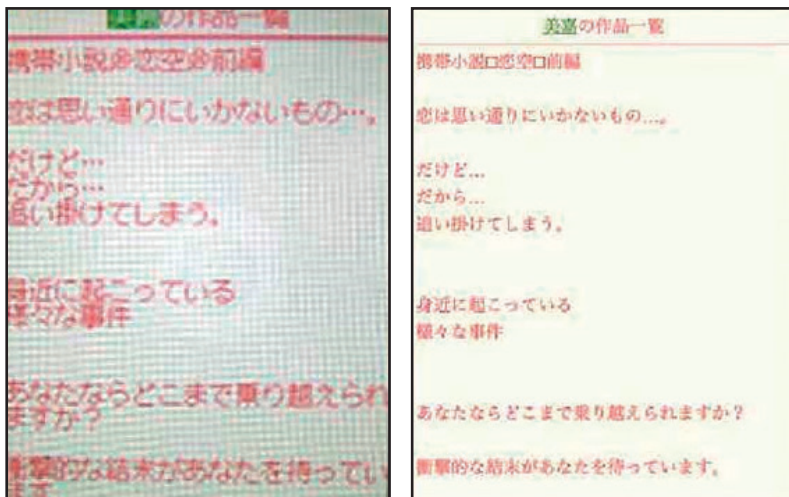 美嘉の作品一覧
携帯小説🏵恋空🏵前編
恋は思い通りにいかないもの…。
だけど…
だから…
追い掛けてしまう。
身近に起こっている
様々な事件
あなたならどこまで乗り越えられ
ますか?
衝撃的な結末があなたを待ってい
ます
美嘉の作品一覧
携帯小説□恋空□前編
恋は思い通りにいかないもの...。
だけど...
だから...
追い掛けてしまう。
身近に起こっている
様々な事件
あなたならどこまで乗り越えられますか?
衝撃的な結末があなたを待っています。